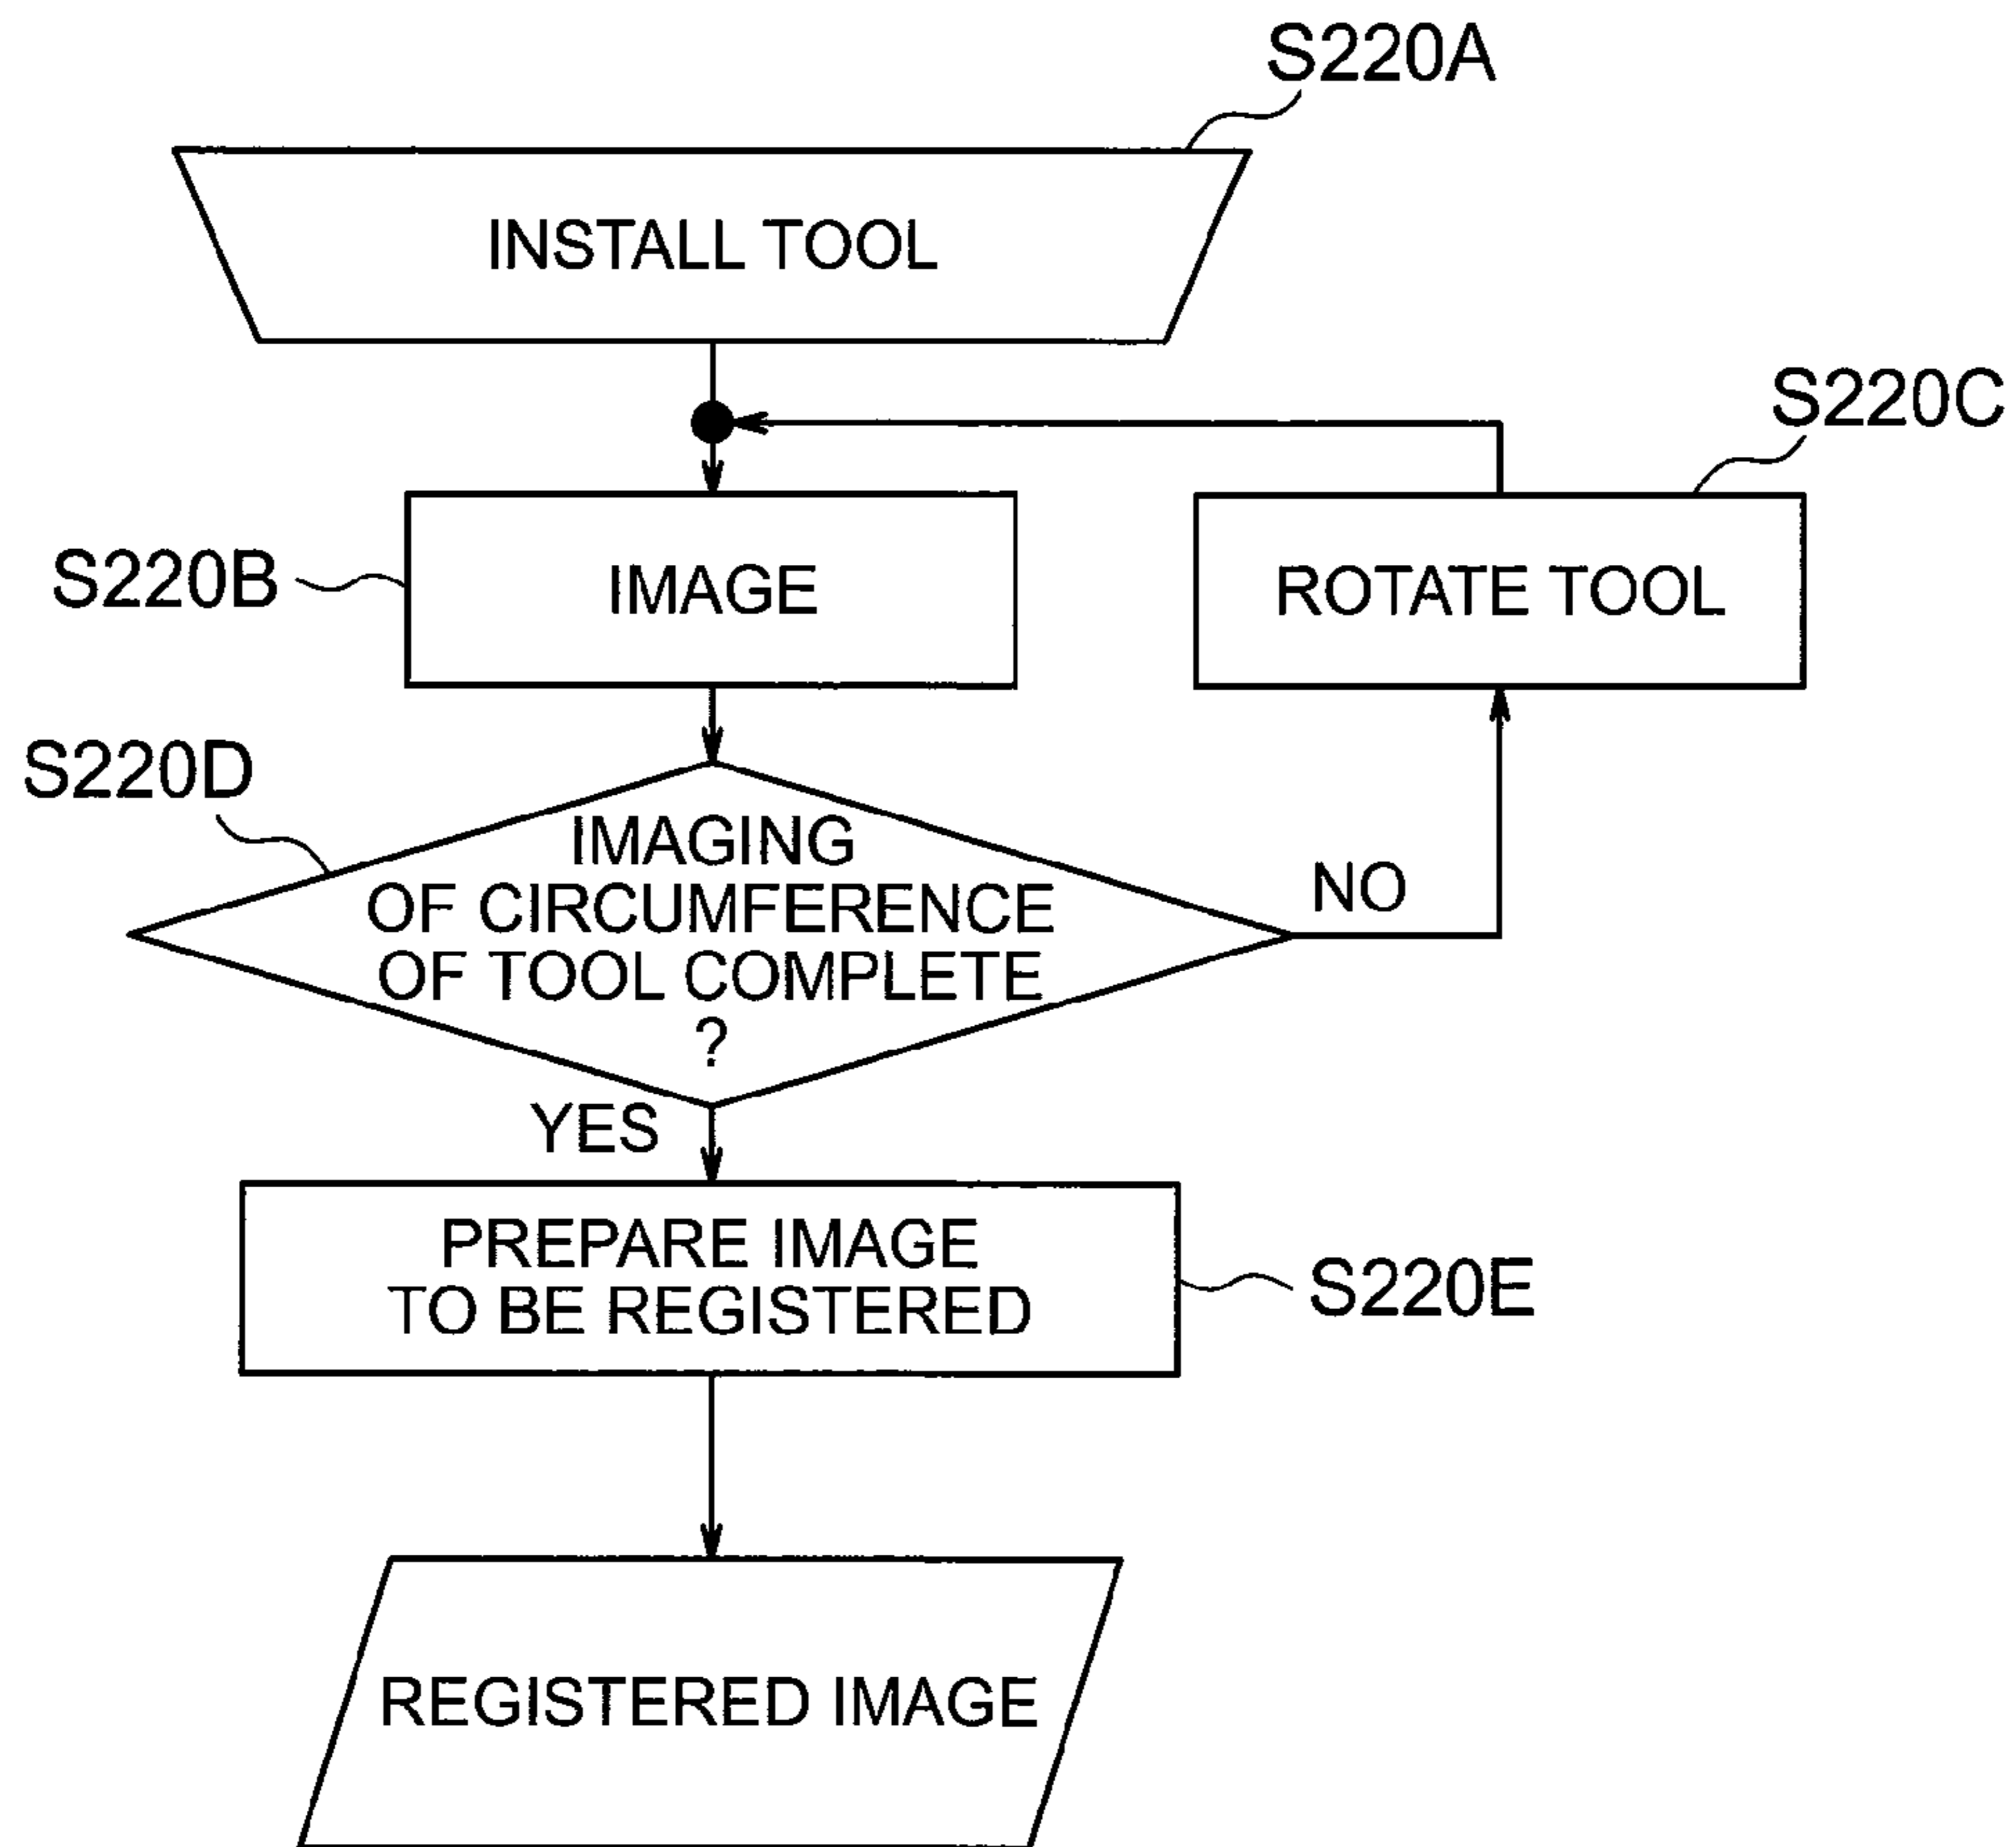 S220A
INSTALL TOOL
S220C
S220B
IMAGE
ROTATE TOOL
S220D
IMAGING
OF CIRCUMFERENCE
OF TOOL COMPLETE
?
NO
YES
PREPARE IMAGE
TO BE REGISTERED
S220E
REGISTERED IMAGE